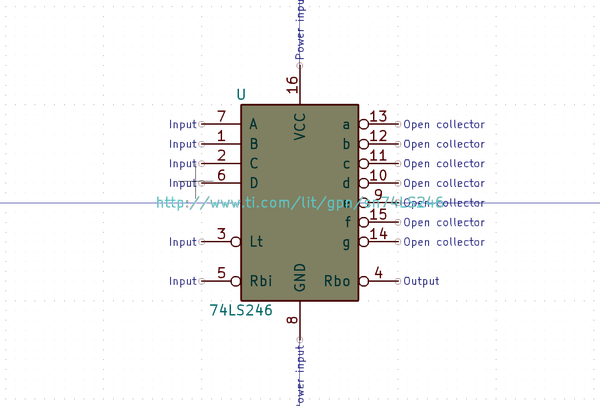 Power input
16
U
VCC
Input 7 A a 13 Open collector
Input 1 B b 12 Open collector
Input 2 C c 11 Open collector
Input 6 D d 10 Open collector
e 9 Open collector
http://www.ti.com/lit/gpn/sn74LS246
f 15 Open collector
Input 3 Lt g 14 Open collector
Input 5 Rbi GND Rbo 4 Output
74LS246
8
Power input